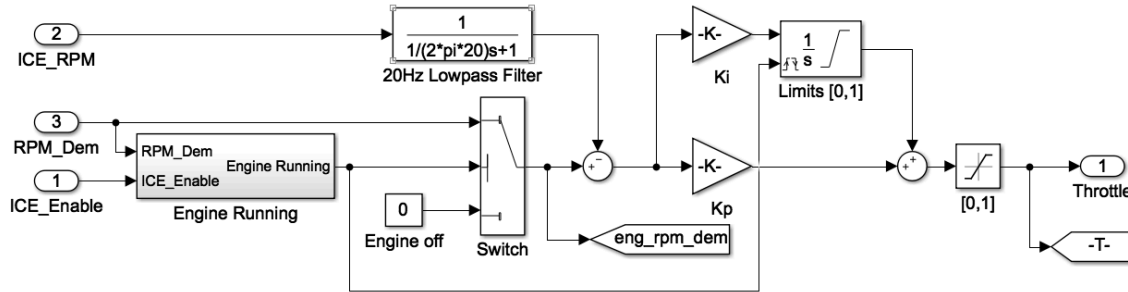 2
ICE_RPM
1
1/(2*pi*20)s+1
20Hz Lowpass Filter
-K-
Ki
1
s
Limits [0,1]
3
RPM_Dem
1
ICE_Enable
RPM_Dem
ICE_Enable
Engine Running
Engine Running
0
Engine off
Switch
+
−
eng_rpm_dem
-K-
Kp
+
+
[0,1]
1
Throttle
-T-